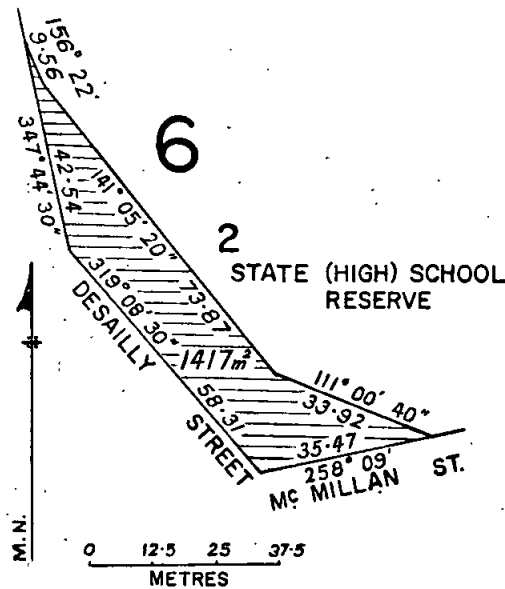 156° 22'
9·56
6
347° 44' 30"
42·54
141° 05' 20"
73·87
2
STATE (HIGH) SCHOOL
RESERVE
319° 08' 30"
58·31
DESAILLY
STREET
1417m²
111° 00' 40"
33·92
35·47
258° 09'
Mc MILLAN ST.
M.N.
0 12·5 25 37·5
METRES